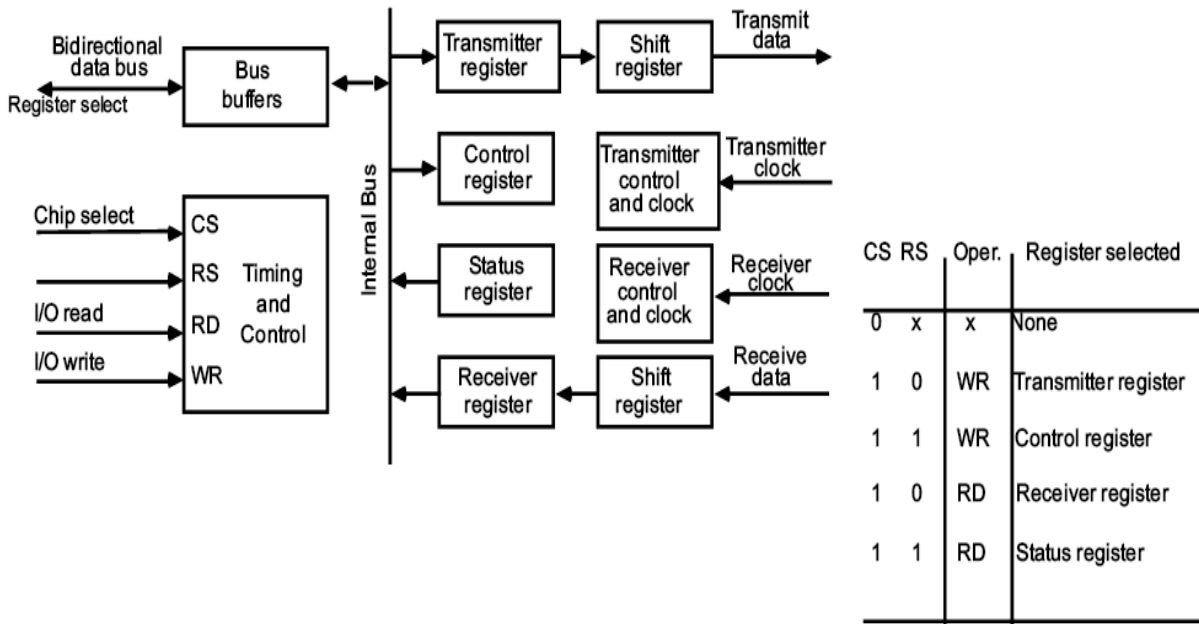 Bidirectional
data bus
Register select
Bus
buffers
Chip select
I/O read
I/O write
CS
RS
RD
WR
Timing
and
Control
Internal Bus
Transmitter
register
Shift
register
Transmit
data
Control
register
Transmitter
control
and clock
Transmitter
clock
Status
register
Receiver
control
and clock
Receiver
clock
Receiver
register
Shift
register
Receive
data
CS RS Oper. Register selected
0 x x None
1 0 WR Transmitter register
1 1 WR Control register
1 0 RD Receiver register
1 1 RD Status register